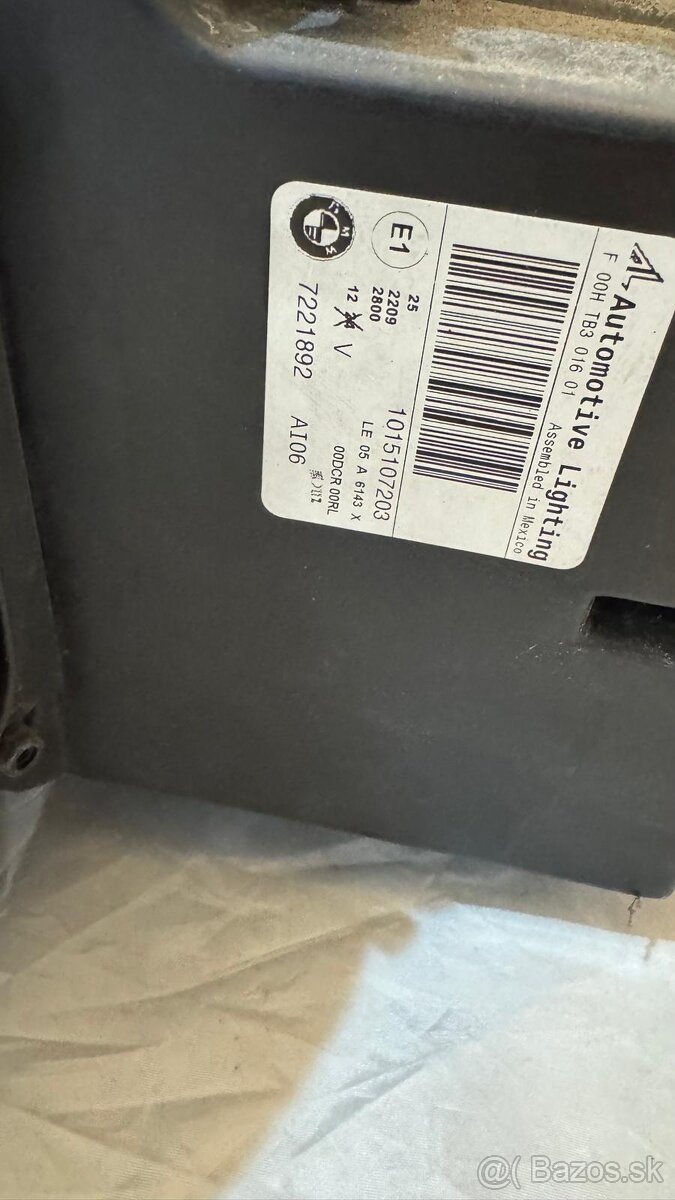 Automotive Lighting
F 00H TB3 016 01
Assembled in Mexico
BMW
E1
25
2209
2800
12 V
7221892
1015107203
LE 05 A 6143 X
00DCR 00RL
AI06
@( Bazos.sk